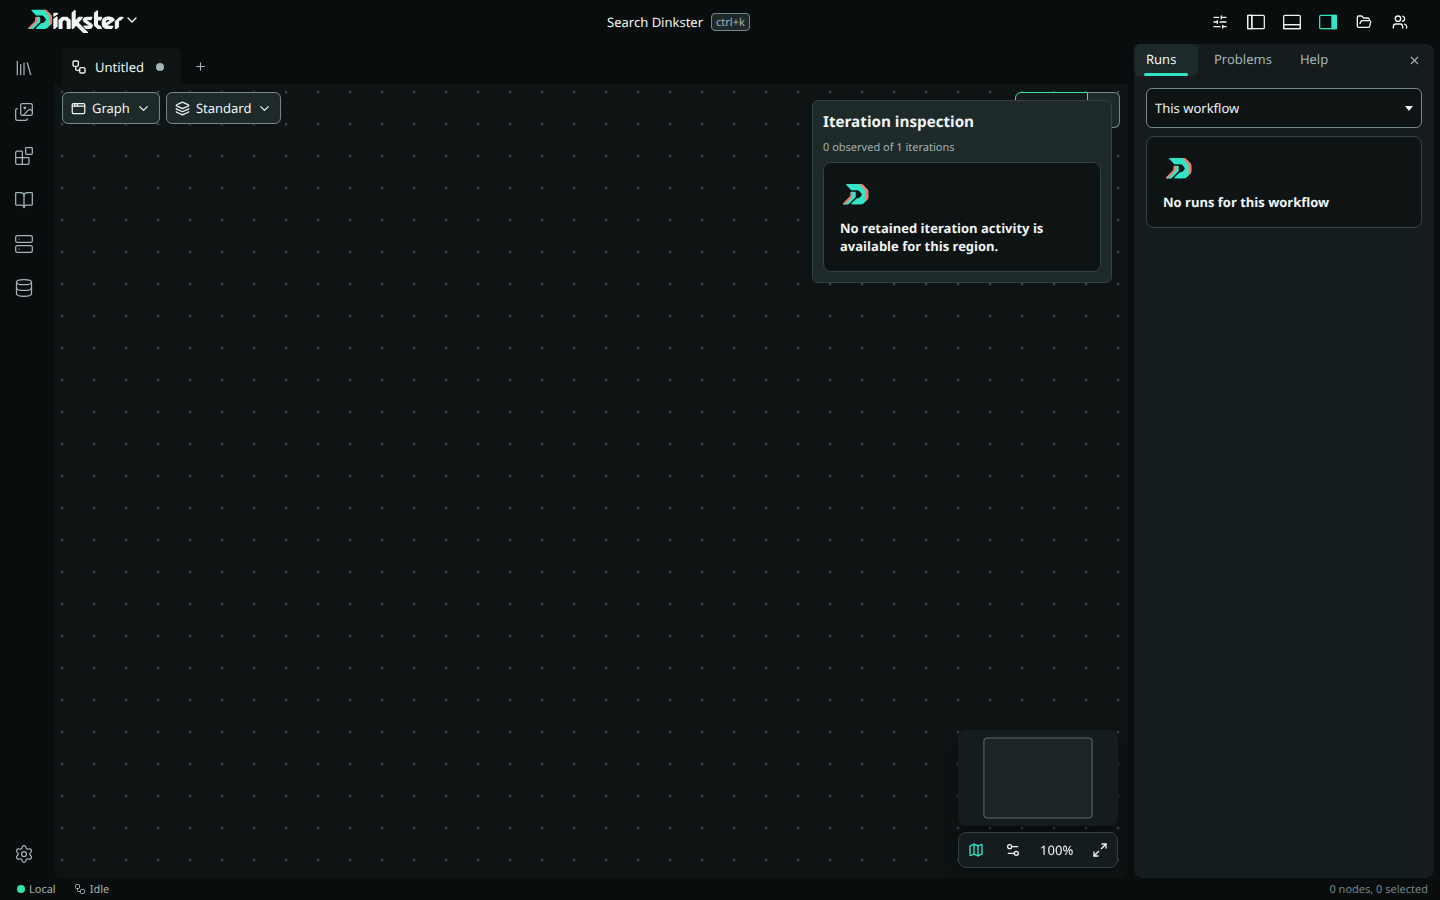 Dinkster
Search Dinkster ctrl+k
Untitled
Graph
Standard
Iteration inspection
0 observed of 1 iterations
No retained iteration activity is
available for this region.
Runs
Problems
Help
This workflow
No runs for this workflow
100%
Local
Idle
0 nodes, 0 selected